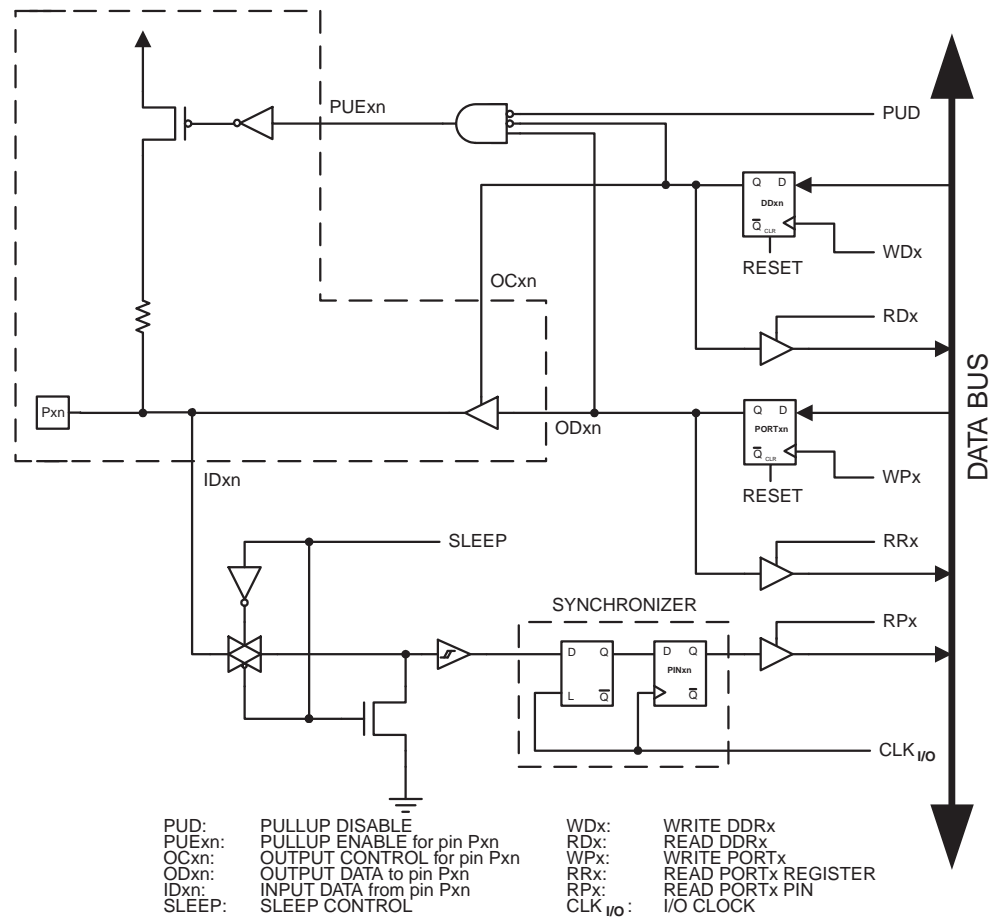 PUExn
PUD
Q D
DDxn
Q CLR
RESET
WDx
OCxn
RDx
Pxn
ODxn
Q D
PORTxn
Q CLR
RESET
WPx
DATA BUS
IDxn
SLEEP
RRx
SYNCHRONIZER
RPx
D Q
L Q
D Q
PINxn
Q
CLK I/O
PUD: PULLUP DISABLE
PUExn: PULLUP ENABLE for pin Pxn
OCxn: OUTPUT CONTROL for pin Pxn
ODxn: OUTPUT DATA to pin Pxn
IDxn: INPUT DATA from pin Pxn
SLEEP: SLEEP CONTROL
WDx: WRITE DDRx
RDx: READ DDRx
WPx: WRITE PORTx
RRx: READ PORTx REGISTER
RPx: READ PORTx PIN
CLK I/O: I/O CLOCK